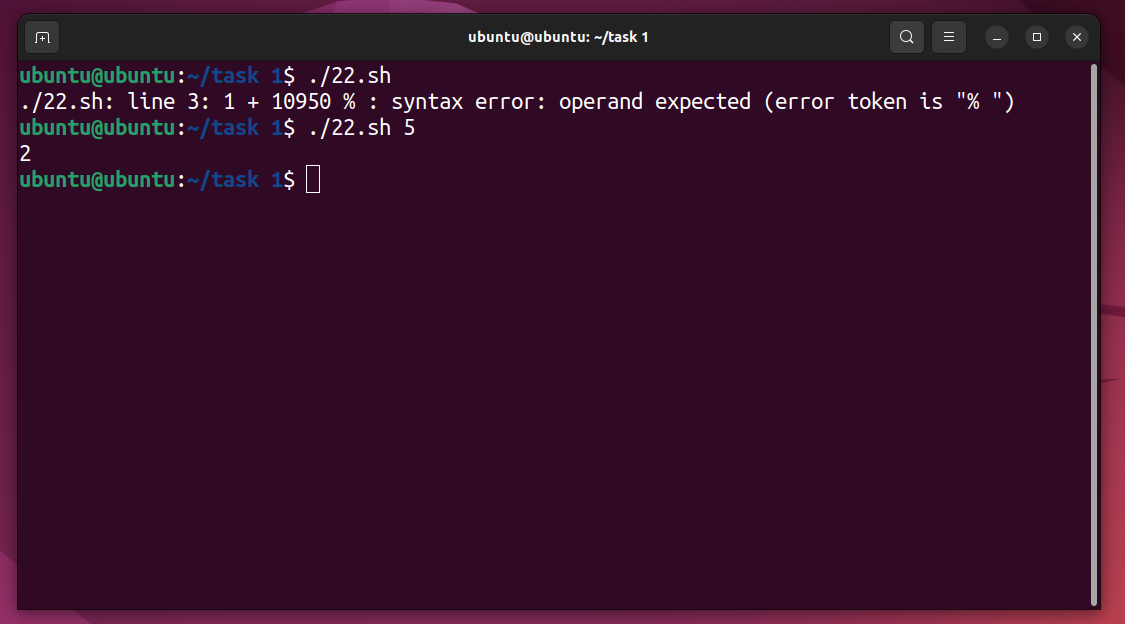 ubuntu@ubuntu: ~/task 1
ubuntu@ubuntu:~/task 1$ ./22.sh
./22.sh: line 3: 1 + 10950 % : syntax error: operand expected (error token is "% ")
ubuntu@ubuntu:~/task 1$ ./22.sh 5
2
ubuntu@ubuntu:~/task 1$